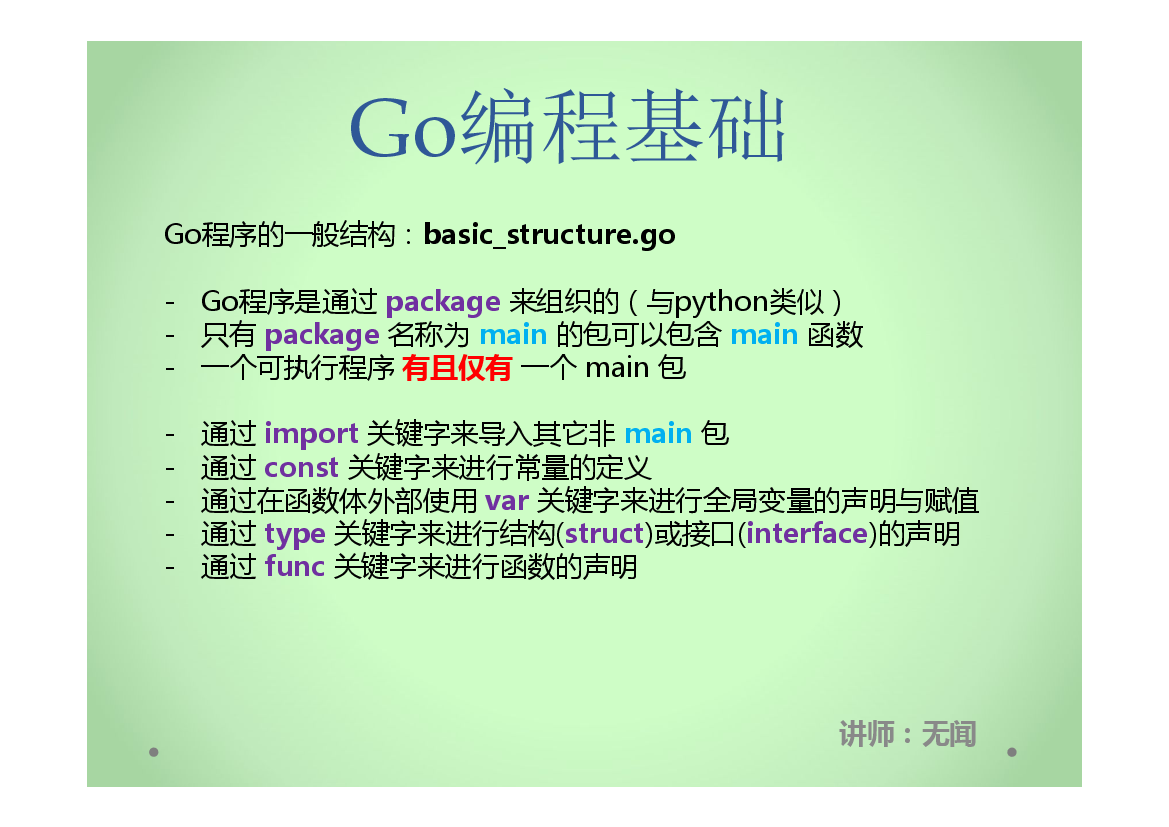 Go编程基础
Go程序的一般结构：basic_structure.go
- Go程序是通过 package 来组织的（与python类似）
- 只有 package 名称为 main 的包可以包含 main 函数
- 一个可执行程序 有且仅有 一个 main 包
- 通过 import 关键字来导入其它非 main 包
- 通过 const 关键字来进行常量的定义
- 通过在函数体外部使用 var 关键字来进行全局变量的声明与赋值
- 通过 type 关键字来进行结构(struct)或接口(interface)的声明
- 通过 func 关键字来进行函数的声明
讲师：无闻